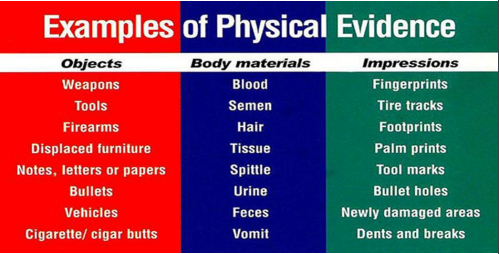 Examples of Physical Evidence
Objects Body materials Impressions
Weapons Blood Fingerprints
Tools Semen Tire tracks
Firearms Hair Footprints
Displaced furniture Tissue Palm prints
Notes, letters or papers Spittle Tool marks
Bullets Urine Bullet holes
Vehicles Feces Newly damaged areas
Cigarette/ cigar butts Vomit Dents and breaks